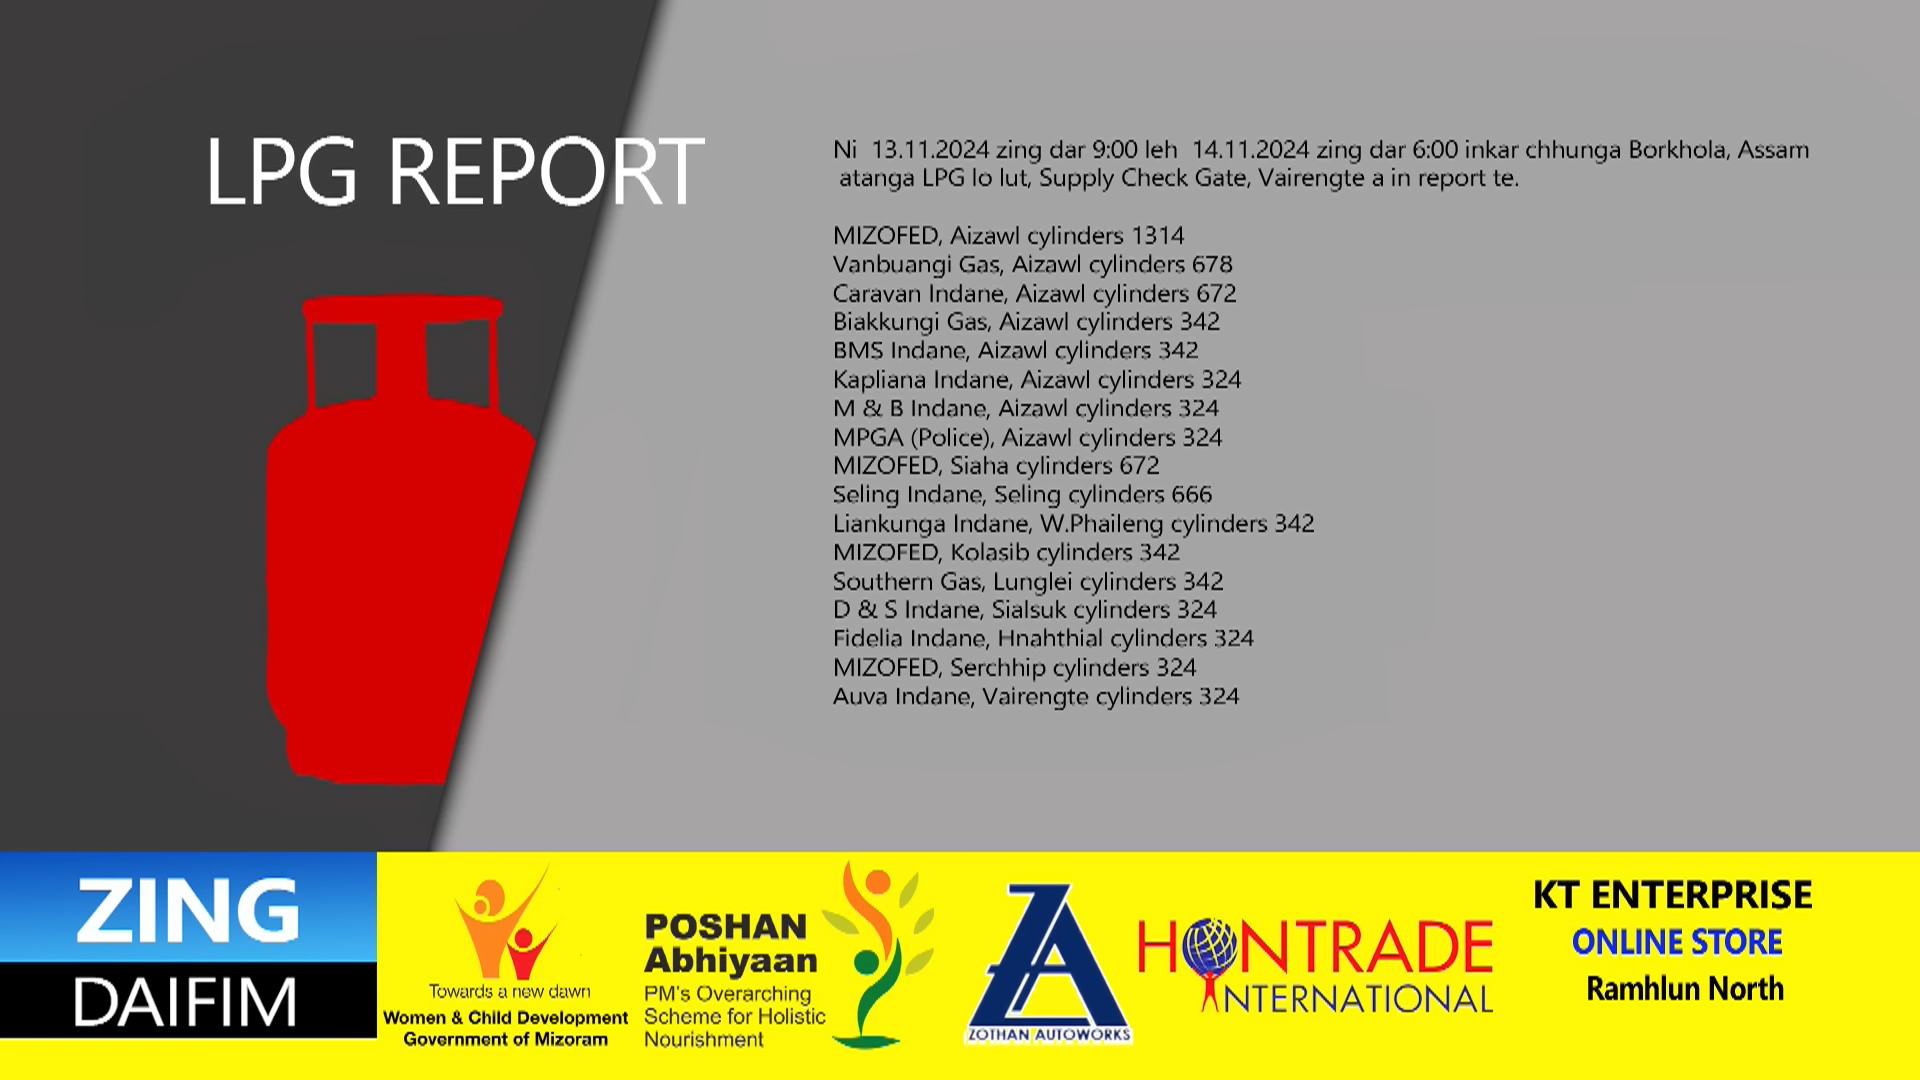 LPG REPORT
Ni 13.11.2024 zing dar 9:00 leh 14.11.2024 zing dar 6:00 inkar chhunga Borkhola, Assam
atanga LPG lo lut, Supply Check Gate, Vairengte a in report te.
MIZOFED, Aizawl cylinders 1314
Vanbuangi Gas, Aizawl cylinders 678
Caravan Indane, Aizawl cylinders 672
Biakkungi Gas, Aizawl cylinders 342
BMS Indane, Aizawl cylinders 342
Kapliana Indane, Aizawl cylinders 324
M & B Indane, Aizawl cylinders 324
MPGA (Police), Aizawl cylinders 324
MIZOFED, Siaha cylinders 672
Seling Indane, Seling cylinders 666
Liankunga Indane, W.Phaileng cylinders 342
MIZOFED, Kolasib cylinders 342
Southern Gas, Lunglei cylinders 342
D & S Indane, Sialsuk cylinders 324
Fidelia Indane, Hnahthial cylinders 324
MIZOFED, Serchhip cylinders 324
Auva Indane, Vairengte cylinders 324
ZING
DAIFIM
Towards a new dawn
Women & Child Development
Government of Mizoram
POSHAN
Abhiyaan
PM's Overarching
Scheme for Holistic
Nourishment
ZA
ZOTHAN AUTOWORKS
HONTRADE
INTERNATIONAL
KT ENTERPRISE
ONLINE STORE
Ramhlun North